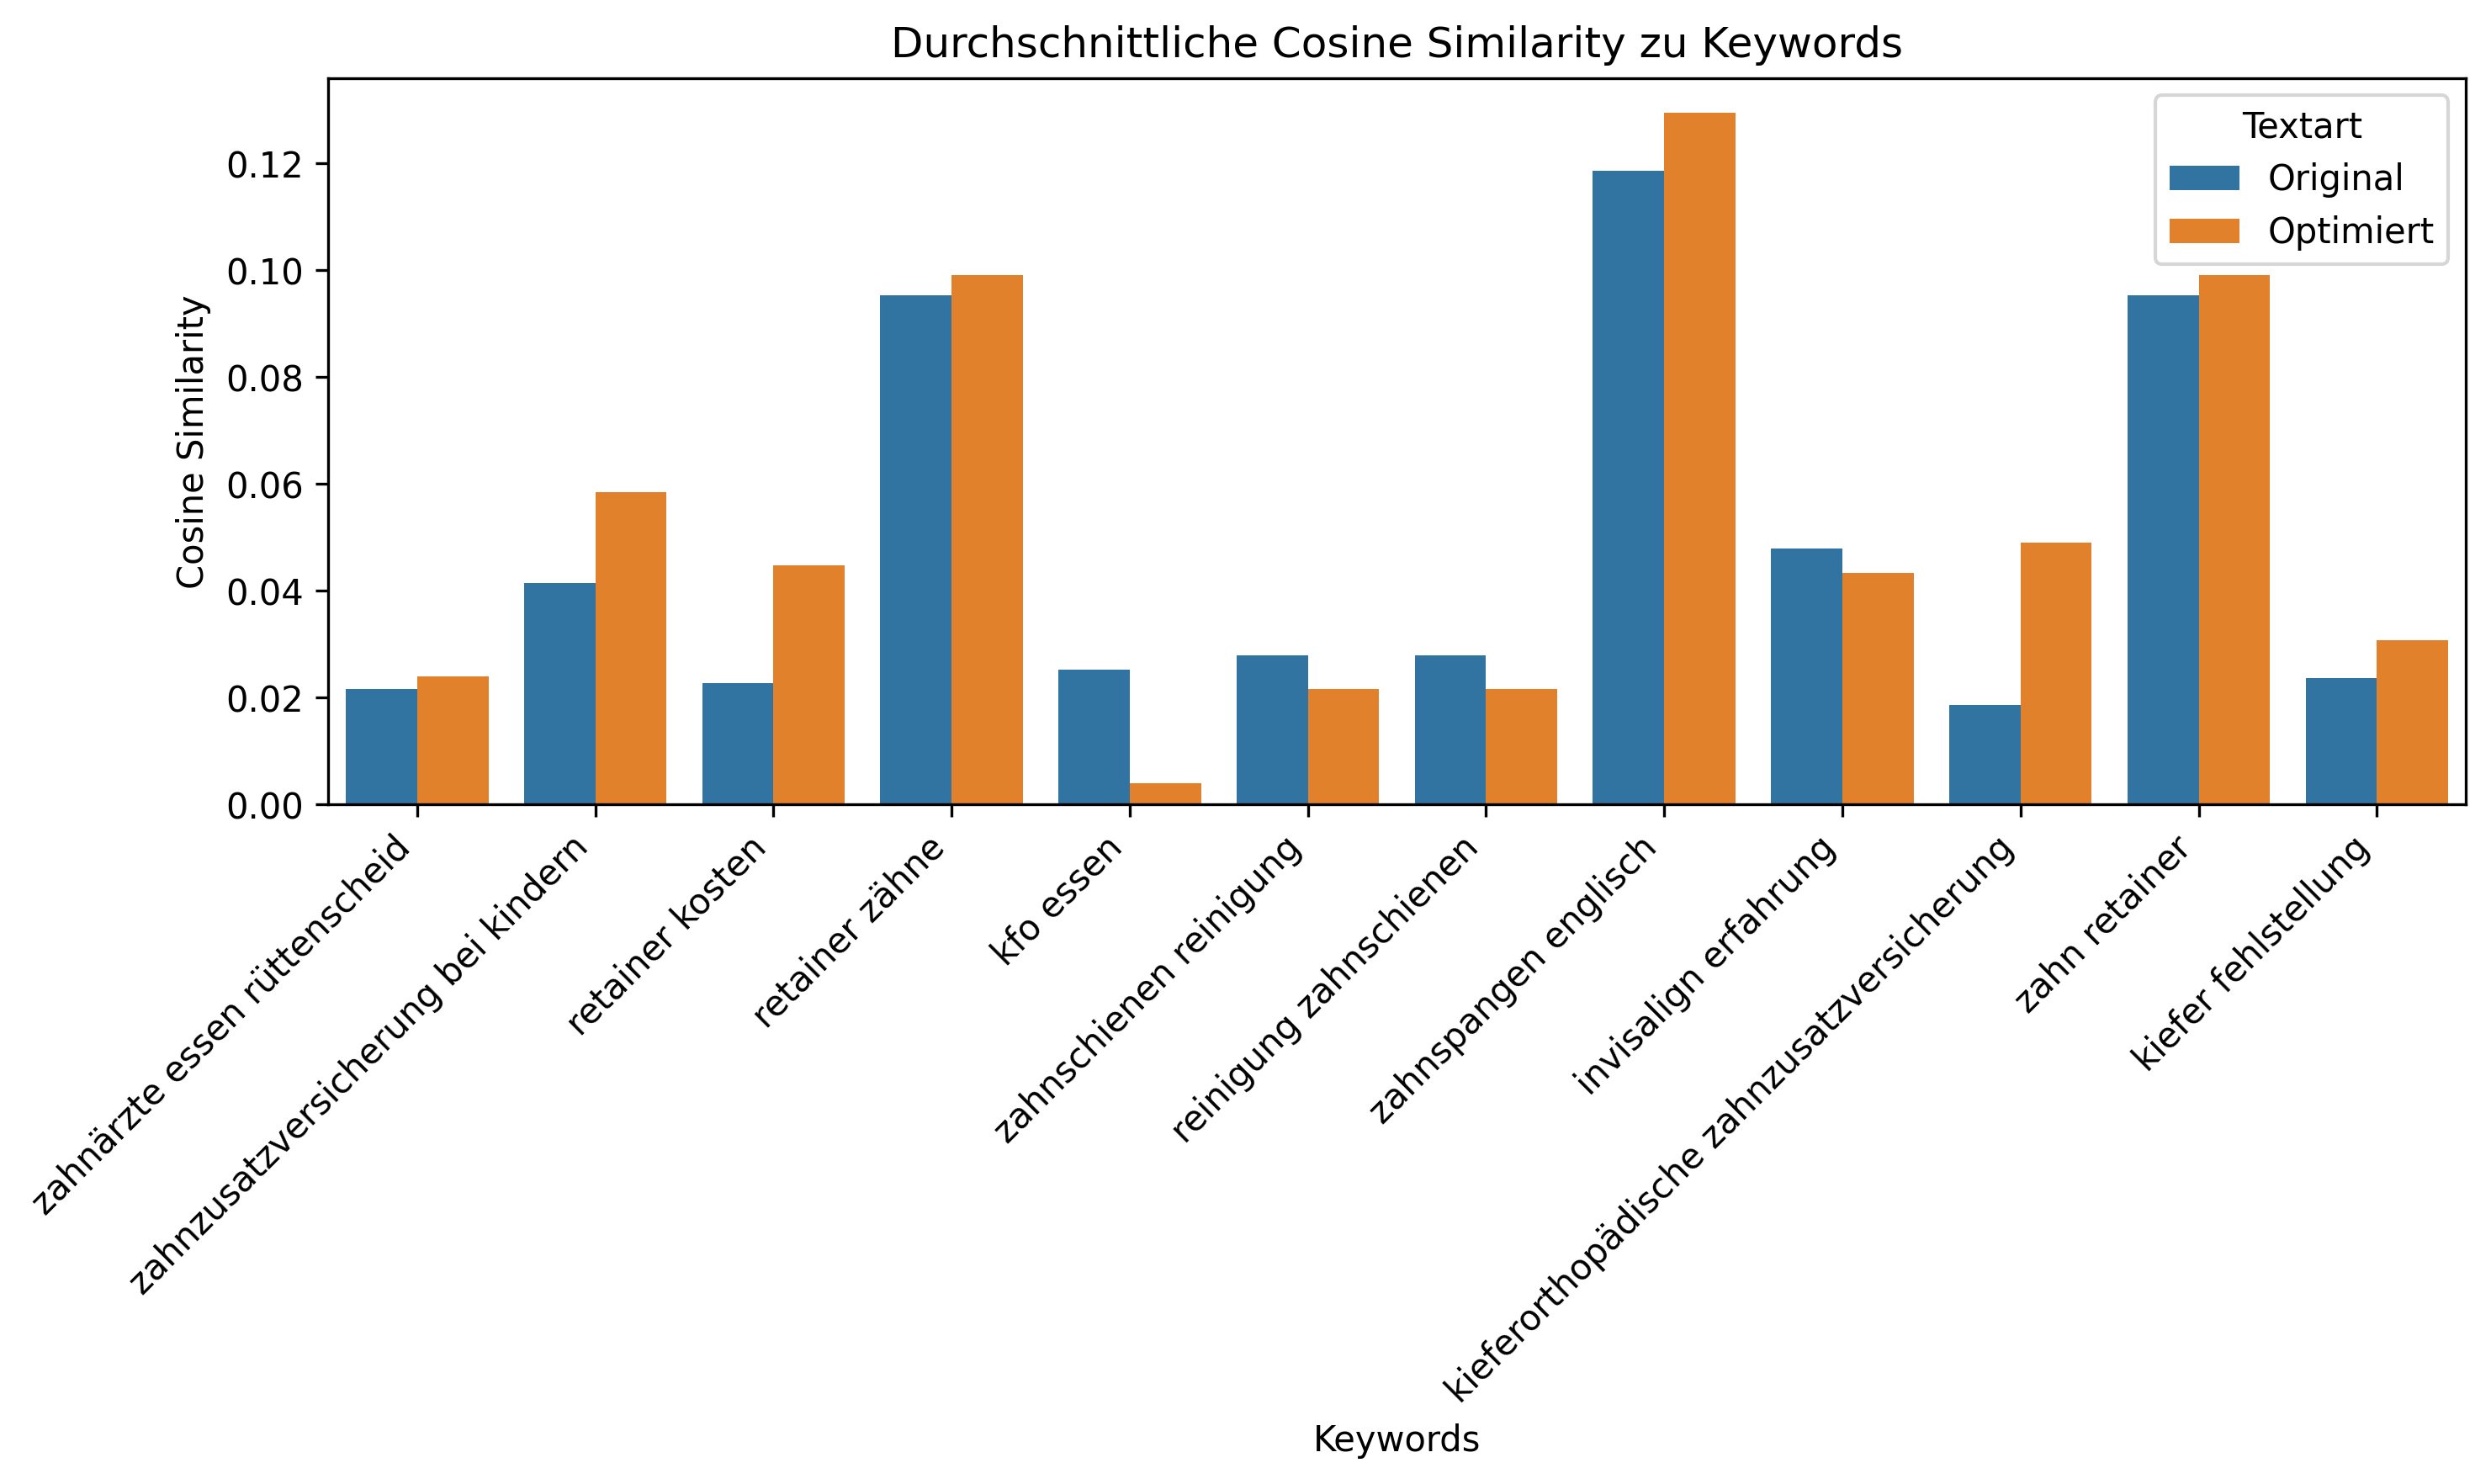 Durchschnittliche Cosine Similarity zu Keywords
Textart
Original
Optimiert
Cosine Similarity
0.12
0.10
0.08
0.06
0.04
0.02
0.00
zahnärzte essen rüttenscheid
zahnzusatzversicherung bei kindern
retainer kosten
retainer zähne
kfo essen
zahnschienen reinigung
reinigung zahnschienen
zahnspangen englisch
invisalign erfahrung
kieferorthopädische zahnzusatzversicherung
zahn retainer
kiefer fehlstellung
Keywords